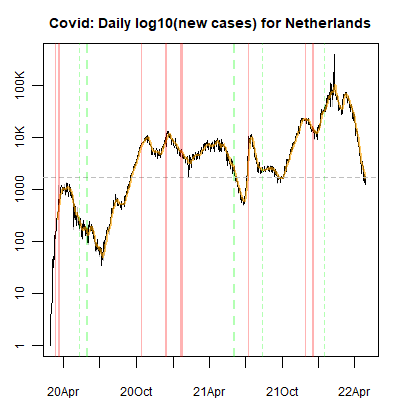 Covid: Daily log10(new cases) for Netherlands
100K
10K
1000
100
10
1
20Apr 20Oct 21Apr 21Oct 22Apr